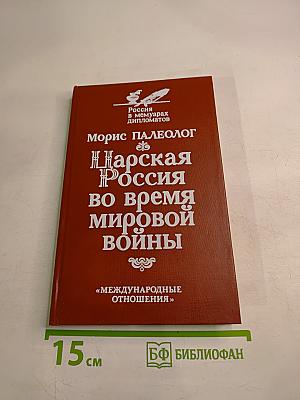 Россия
в мемуарах
дипломатов
Морис ПАЛЕОЛОГ
Царская
Россия
во время
мировой
войны
«МЕЖДУНАРОДНЫЕ
ОТНОШЕНИЯ»
15 см
БФ БИБЛИОФАН